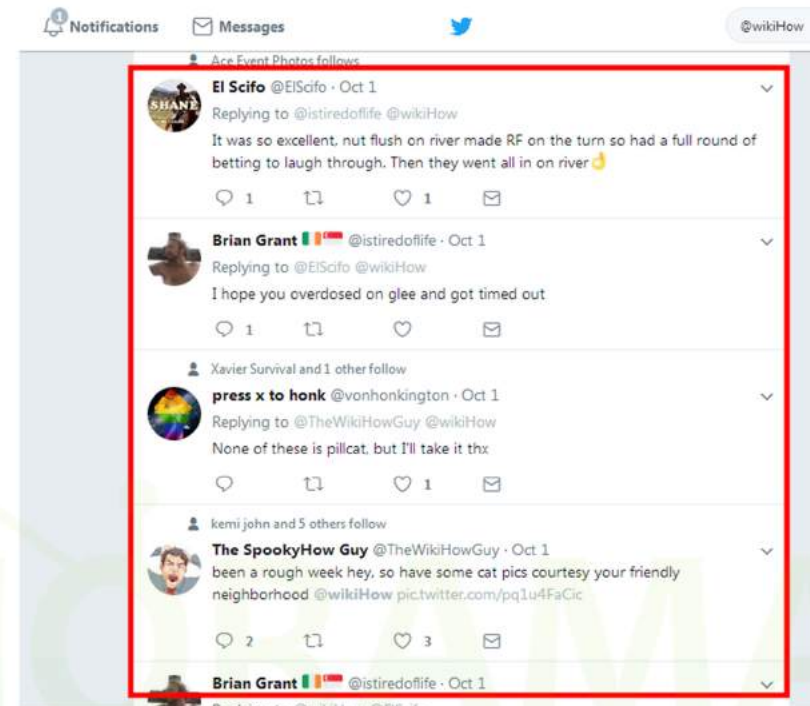 1
Notifications
Messages
@wikiHow
Ace Event Photos follows
SHANE
El Scifo @ElScifo · Oct 1
Replying to @istiredoflife @wikiHow
It was so excellent, nut flush on river made RF on the turn so had a full round of
betting to laugh through. Then they went all in on river👌
1 1
Brian Grant 🇮🇪🇸🇬 @istiredoflife · Oct 1
Replying to @ElScifo @wikiHow
I hope you overdosed on glee and got timed out
1
Xavier Survival and 1 other follow
press x to honk @vonhonkington · Oct 1
Replying to @TheWikiHowGuy @wikiHow
None of these is pillcat, but I'll take it thx
1
kemi john and 5 others follow
The SpookyHow Guy @TheWikiHowGuy · Oct 1
been a rough week hey, so have some cat pics courtesy your friendly
neighborhood @wikiHow pic.twitter.com/pq1u4FaCic
2 3
Brian Grant 🇮🇪🇸🇬 @istiredoflife · Oct 1